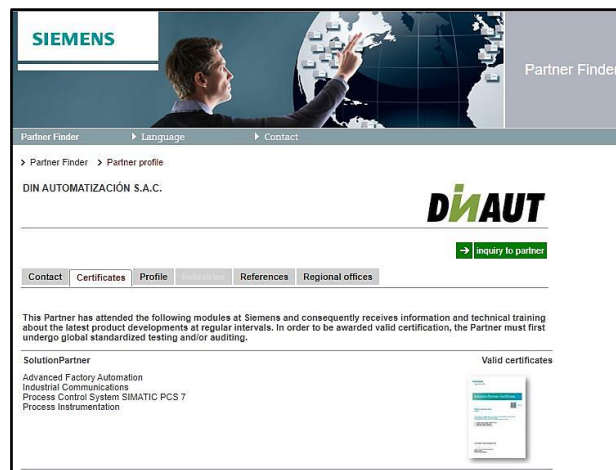 SIEMENS
Partner Finder
Partner Finder Language Contact
Partner Finder Partner profile
DIN AUTOMATIZACIÓN S.A.C.
DINAUT
inquiry to partner
Contact Certificates Profile Industries References Regional offices
This Partner has attended the following modules at Siemens and consequently receives information and technical training
about the latest product developments at regular intervals. In order to be awarded valid certification, the Partner must first
undergo global standardized testing and/or auditing.
SolutionPartner Valid certificates
Advanced Factory Automation
Industrial Communications
Process Control System SIMATIC PCS 7
Process Instrumentation